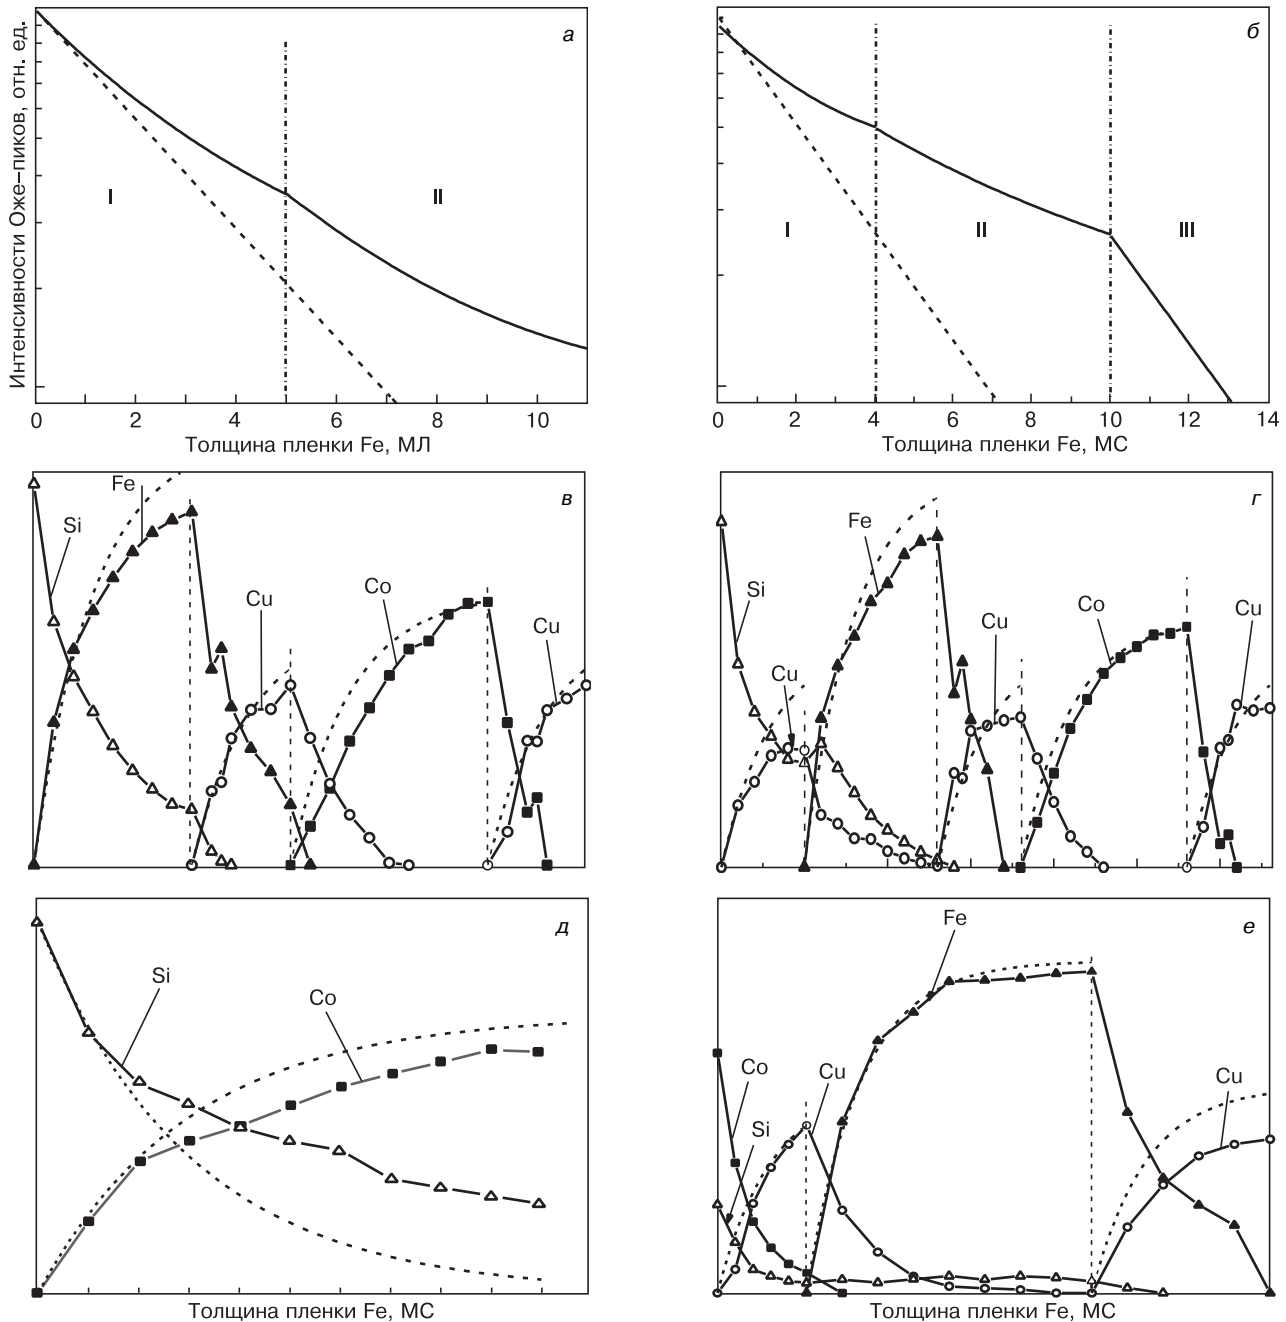 Интенсивности Оже–пиков, отн. ед.
а
I
II
0 2 4 6 8 10
Толщина пленки Fe, МЛ
б
I
II
III
0 2 4 6 8 10 12 14
Толщина пленки Fe, МС
в
Fe
Si
Cu
Co
Cu
г
Fe
Si
Cu
Cu
Co
Cu
д
Si
Co
Толщина пленки Fe, МС
е
Fe
Co
Cu
Si
Cu
Толщина пленки Fe, МС